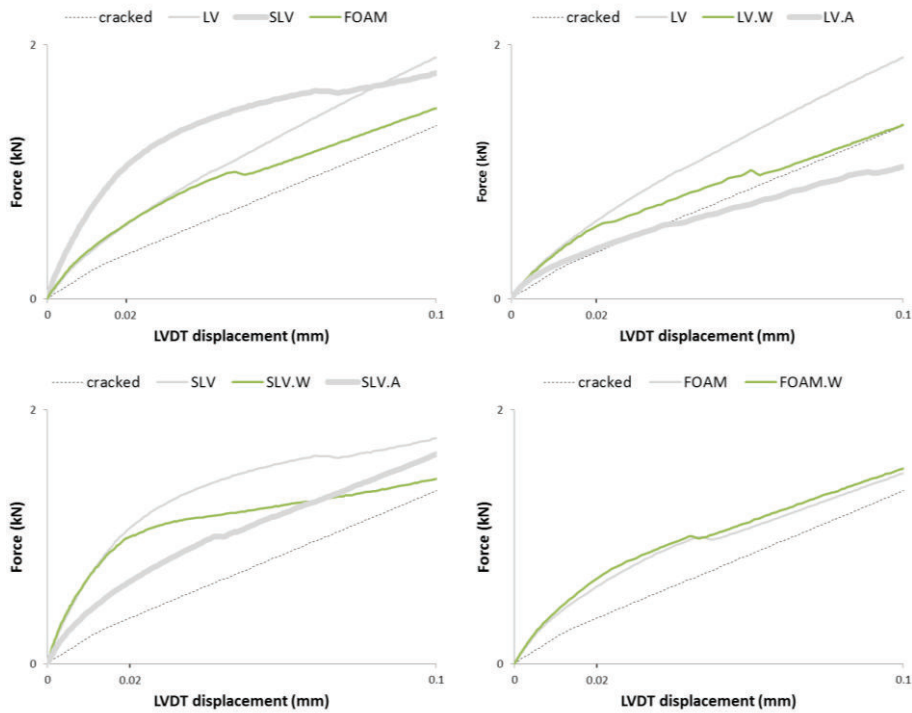 cracked LV SLV FOAM
2
Force (kN)
0
0 0.02 0.1
LVDT displacement (mm)
cracked LV LV.W LV.A
2
Force (kN)
0
0 0.02 0.1
LVDT displacement (mm)
cracked SLV SLV.W SLV.A
2
Force (kN)
0
0 0.02 0.1
LVDT displacement (mm)
cracked FOAM FOAM.W
2
Force (kN)
0
0 0.02 0.1
LVDT displacement (mm)